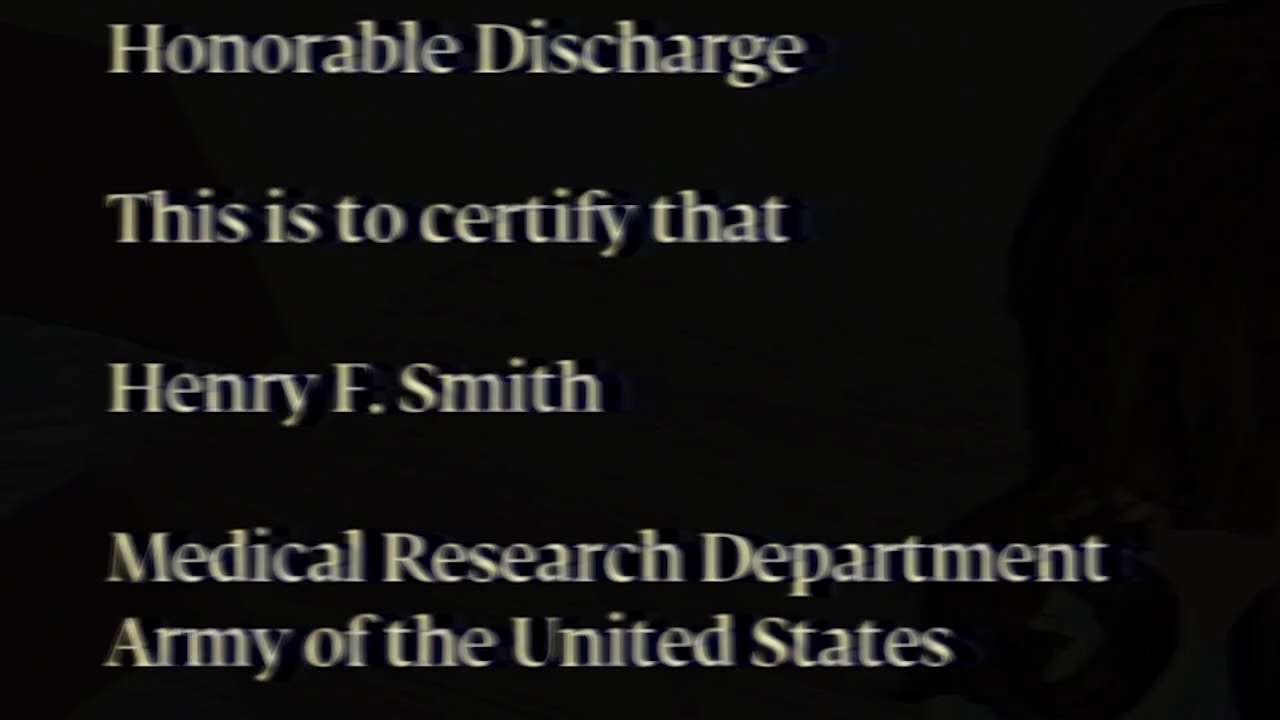 Honorable Discharge
This is to certify that
Henry F. Smith
Medical Research Department
Army of the United States